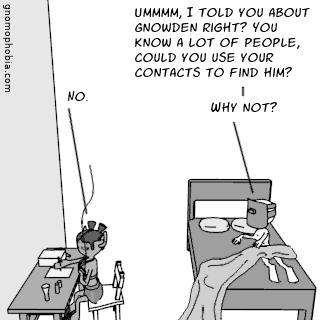 UMMMM, I TOLD YOU ABOUT
GNOWDEN RIGHT? YOU
KNOW A LOT OF PEOPLE,
COULD YOU USE YOUR
CONTACTS TO FIND HIM?
NO.
WHY NOT?
gnomophobia.com